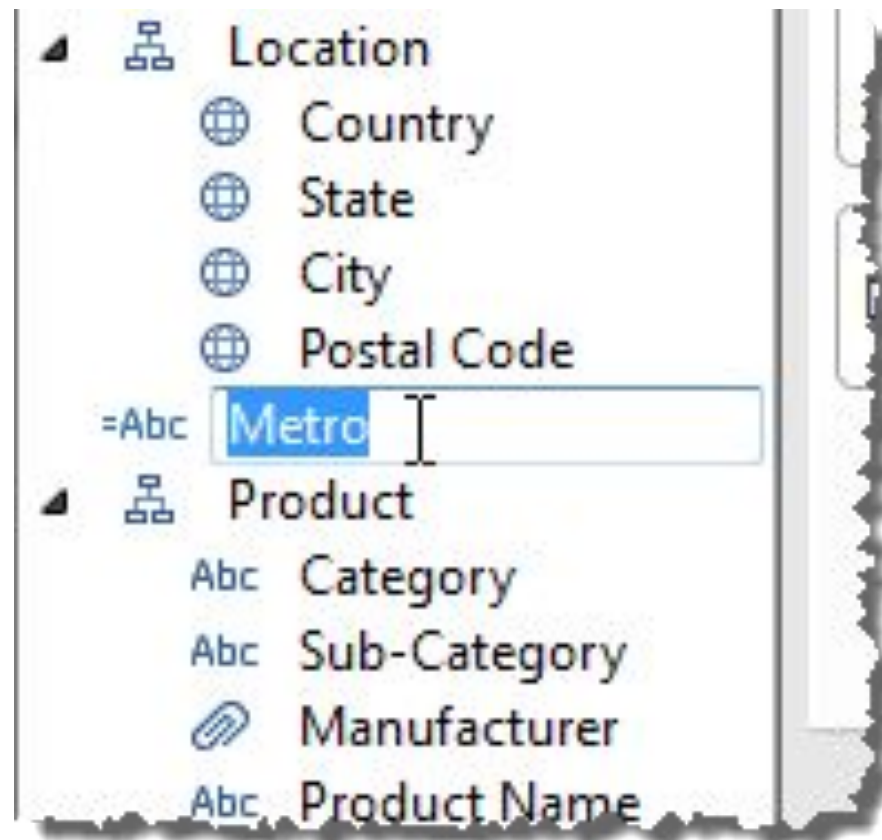 Location
Country
State
City
Postal Code
=Abc Metro
Product
Abc Category
Abc Sub-Category
Manufacturer
Abc Product Name